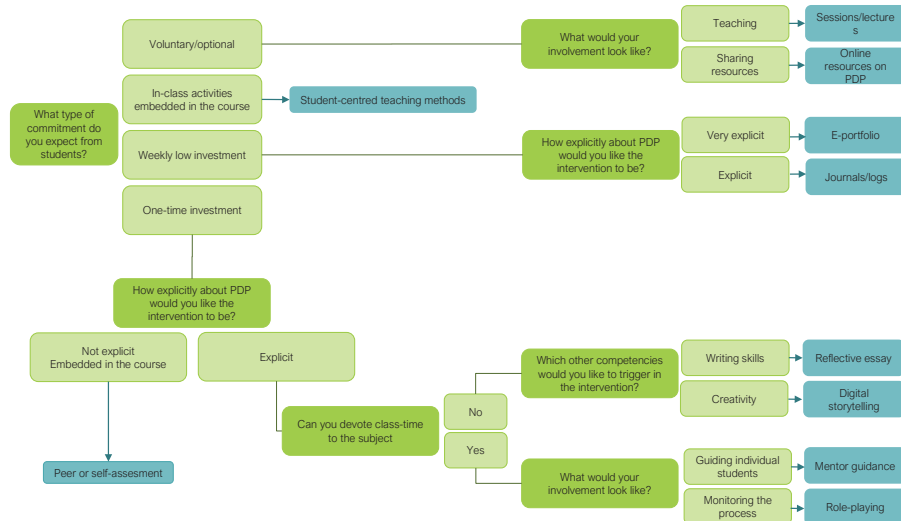 Voluntary/optional
What would your
involvement look like?
Teaching
Sessions/lecture
s
Sharing
resources
Online
resources on
PDP
In-class activities
embedded in the course
Student-centred teaching methods
What type of
commitment do
you expect from
students?
Weekly low investment
How explicitly about PDP
would you like the
intervention to be?
Very explicit
E-portfolio
Explicit
Journals/logs
One-time investment
How explicitly about PDP
would you like the
intervention to be?
Not explicit
Embedded in the course
Explicit
Peer or self-assesment
Can you devote class-time
to the subject
No
Yes
Which other competencies
would you like to trigger in
the intervention?
Writing skills
Reflective essay
Creativity
Digital
storytelling
What would your
involvement look like?
Guiding individual
students
Mentor guidance
Monitoring the
process
Role-playing